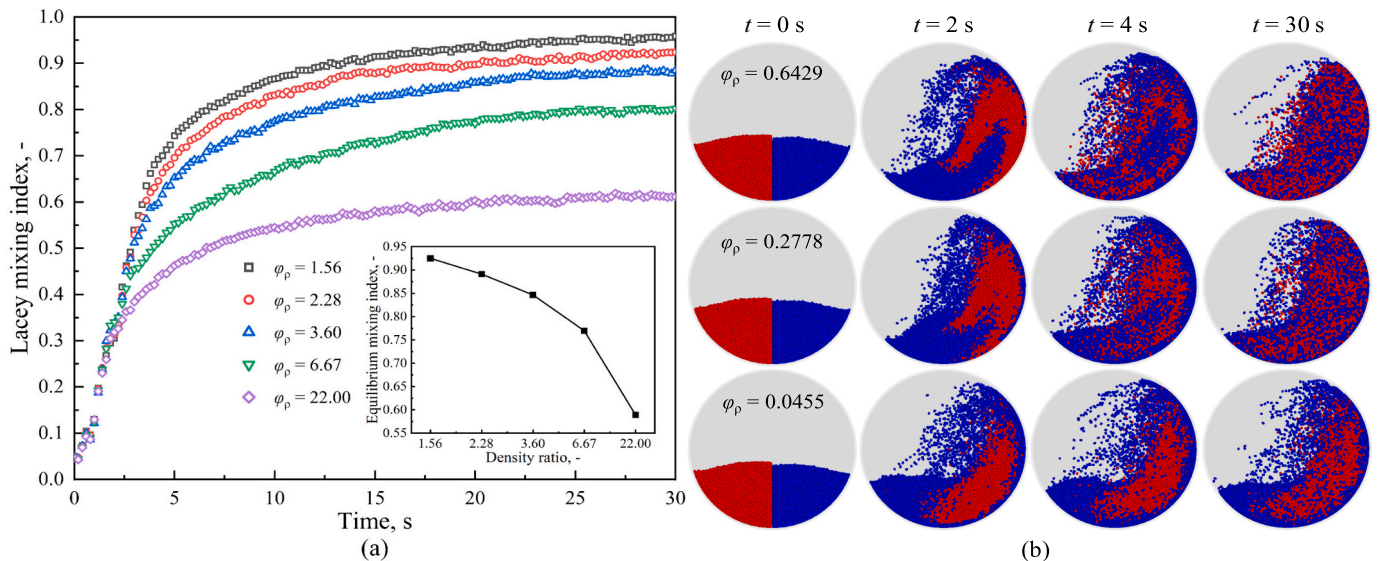 1.0
0.9
0.8
0.7
0.6
0.5
0.4
0.3
0.2
0.1
0.0
Lacey mixing index, -
0
5
10
15
20
25
30
Time, s
φρ = 1.56
φρ = 2.28
φρ = 3.60
φρ = 6.67
φρ = 22.00
0.95
0.90
0.85
0.80
0.75
0.70
0.65
0.60
0.55
Equilibrium mixing index, -
1.56
2.28
3.60
6.67
22.00
Density ratio, -
(a)
t = 0 s
t = 2 s
t = 4 s
t = 30 s
φρ = 0.6429
φρ = 0.2778
φρ = 0.0455
(b)